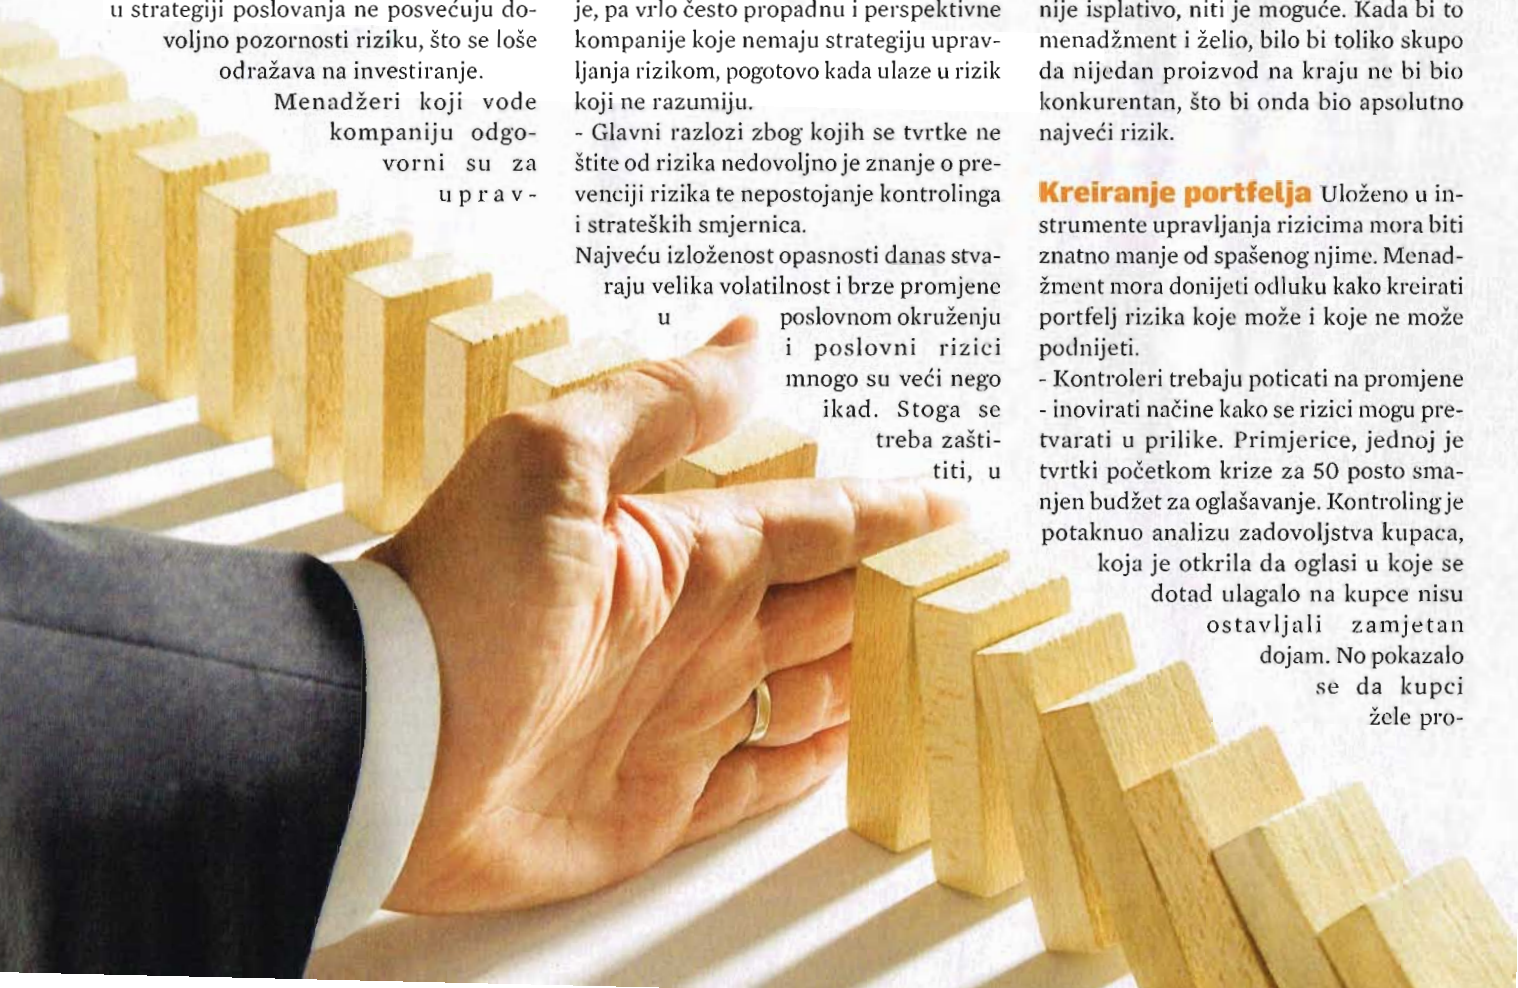 u strategiji poslovanja ne posvećuju do-
voljno pozornosti riziku, što se loše
odražava na investiranje.
Menadžeri koji vode
kompaniju odgo-
vorni su za
uprav-
je, pa vrlo često propadnu i perspektivne
kompanije koje nemaju strategiju uprav-
ljanja rizikom, pogotovo kada ulaze u rizik
koji ne razumiju.
- Glavni razlozi zbog kojih se tvrtke ne
štite od rizika nedovoljno je znanje o pre-
venciji rizika te nepostojanje kontrolinga
i strateških smjernica.
Najveću izloženost opasnosti danas stva-
raju velika volatilnost i brze promjene
u poslovnom okruženju
i poslovni rizici
mnogo su veći nego
ikad. Stoga se
treba zašti-
titi, u
nije isplativo, niti je moguće. Kada bi to
menadžment i želio, bilo bi toliko skupo
da nijedan proizvod na kraju ne bi bio
konkurentan, što bi onda bio apsolutno
najveći rizik.
Kreiranje portfelja Uloženo u in-
strumente upravljanja rizicima mora biti
znatno manje od spašenog njime. Menad-
žment mora donijeti odluku kako kreirati
portfelj rizika koje može i koje ne može
podnijeti.
- Kontroleri trebaju poticati na promjene
- inovirati načine kako se rizici mogu pre-
tvarati u prilike. Primjerice, jednoj je
tvrtki početkom krize za 50 posto sma-
njen budžet za oglašavanje. Kontroling je
potaknuo analizu zadovoljstva kupaca,
koja je otkrila da oglasi u koje se
dotad ulagalo na kupce nisu
ostavljali zamjetan
dojam. No pokazalo
se da kupci
žele pro-